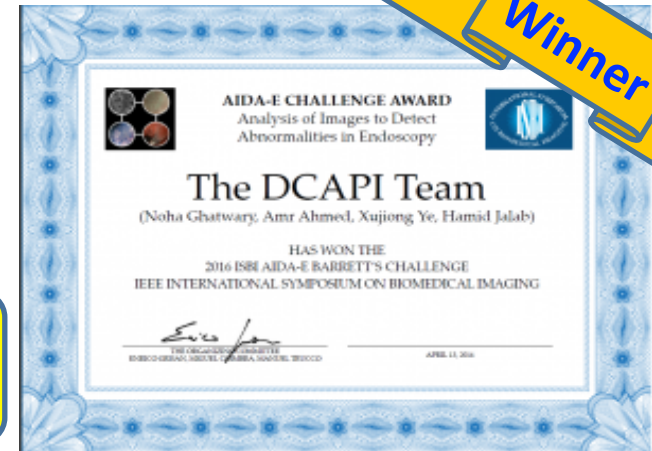 Winner
AIDA-E CHALLENGE AWARD
Analysis of Images to Detect
Abnormalities in Endoscopy
The DCAPI Team
(Noha Ghatwary, Amr Ahmed, Xujiong Ye, Hamid Jalab)
HAS WON THE
2016 ISBI AIDA-E BARRETT'S CHALLENGE
IEEE INTERNATIONAL SYMPOSIUM ON BIOMEDICAL IMAGING
THE ORGANIZING COMMITTEE
APRIL 13, 2016